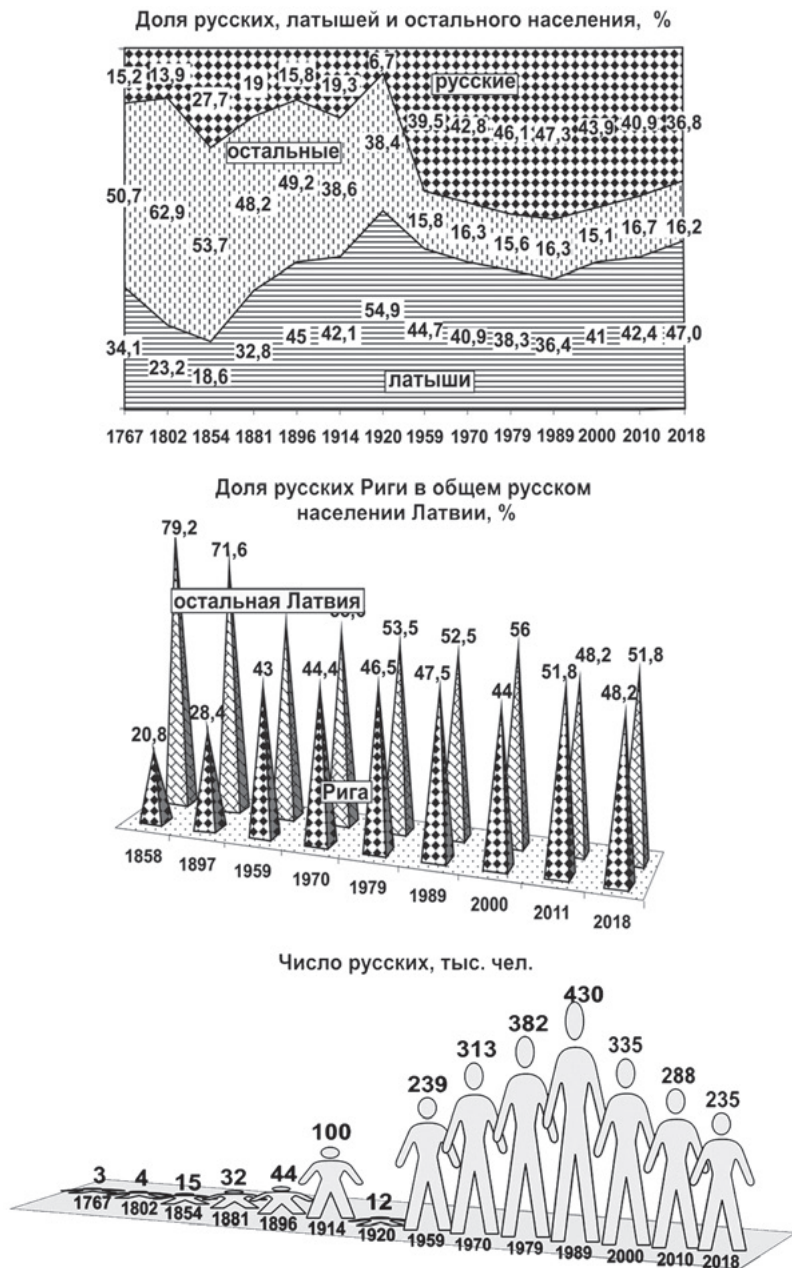 Доля русских, латышей и остального населения, %
15,2 13,9 27,7 19 15,8 19,3 6,7 39,5 42,8 46,1 47,3 43,9 40,9 36,8
русские
остальные
50,7 62,9 53,7 48,2 49,2 38,6 38,4 15,8 16,3 15,6 16,3 15,1 16,7 16,2
34,1 23,2 18,6 32,8 45 42,1 54,9 44,7 40,9 38,3 36,4 41 42,4 47,0
латыши
1767 1802 1854 1881 1896 1914 1920 1959 1970 1979 1989 2000 2010 2018
Доля русских Риги в общем русском
населении Латвии, %
79,2 71,6 53,5 52,5 56 48,2 51,8
остальная Латвия
20,8 28,4 43 44,4 46,5 47,5 44 51,8 48,2
Рига
1858 1897 1959 1970 1979 1989 2000 2011 2018
Число русских, тыс. чел.
3 4 15 32 44 100 12 239 313 382 430 335 288 235
1767 1802 1854 1881 1896 1914 1920 1959 1970 1979 1989 2000 2010 2018